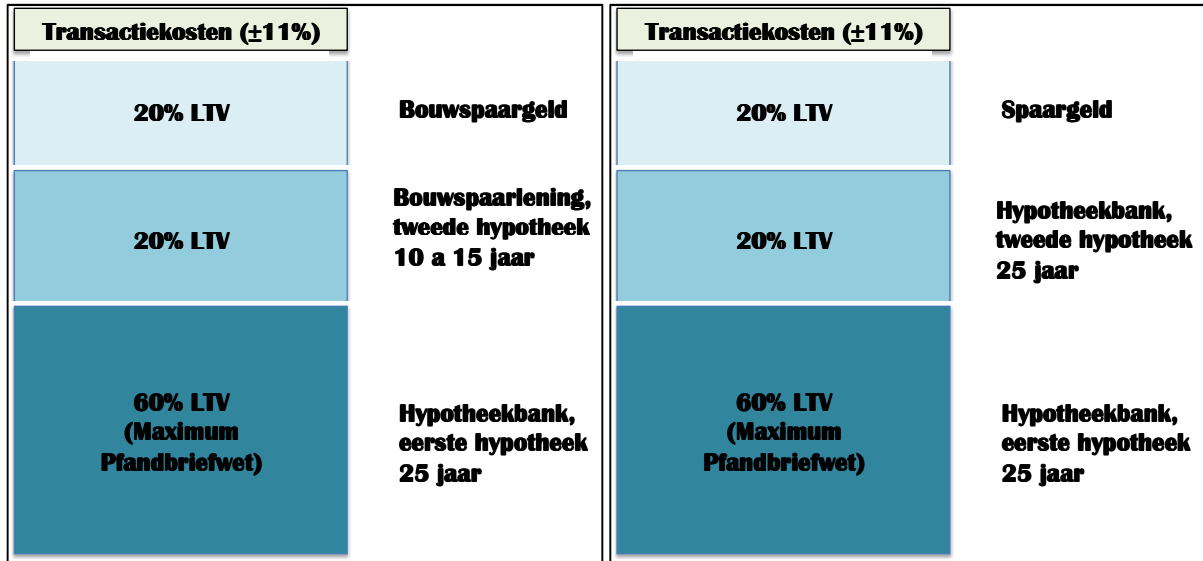 Transactiekosten (±11%)
20% LTV
Bouwspaargeld
20% LTV
Bouwspaarlening,
tweede hypotheek
10 a 15 jaar
60% LTV
(Maximum
Pfandbriefwet)
Hypotheekbank,
eerste hypotheek
25 jaar
Transactiekosten (±11%)
20% LTV
Spaargeld
20% LTV
Hypotheekbank,
tweede hypotheek
25 jaar
60% LTV
(Maximum
Pfandbriefwet)
Hypotheekbank,
eerste hypotheek
25 jaar